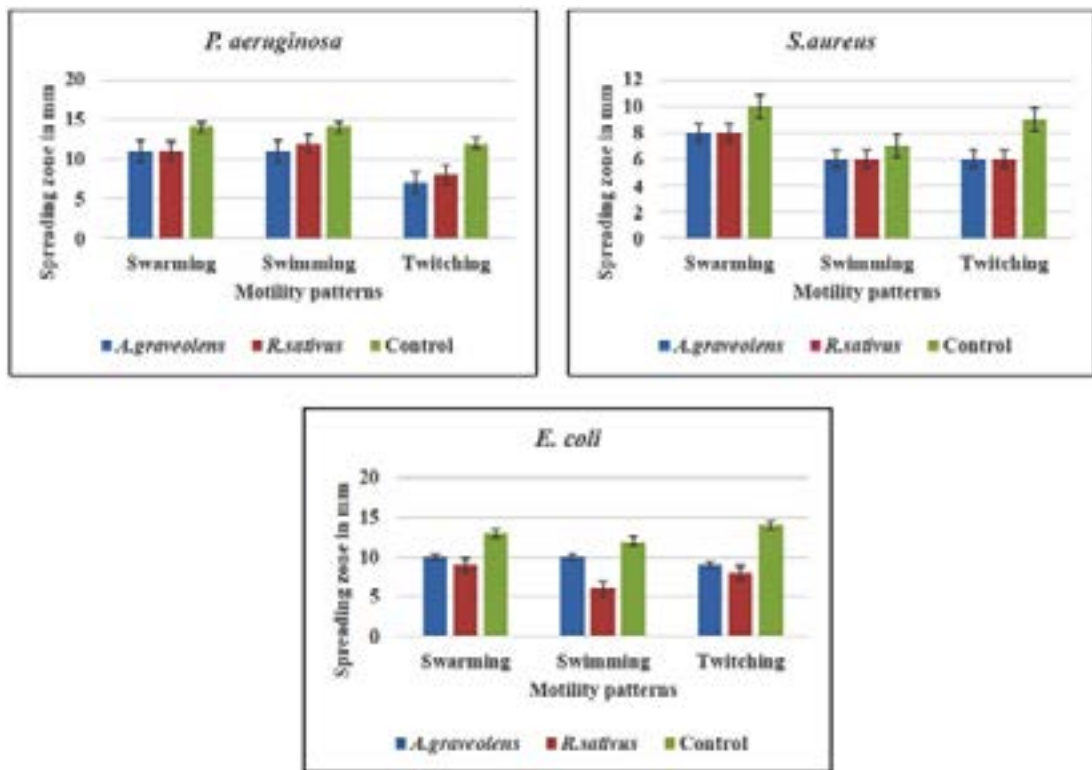 P. aeruginosa
Spreading zone in mm
20
15
10
5
0
Swarming Swimming Twitching
Motility patterns
A.graveolens R.sativus Control
S.aureus
Spreading zone in mm
12
10
8
6
4
2
0
Swarming Swimming Twitching
Motility patterns
A.graveolens R.sativus Control
E. coli
Spreading zone in mm
20
15
10
5
0
Swarming Swimming Twitching
Motility patterns
A.graveolens R.sativus Control